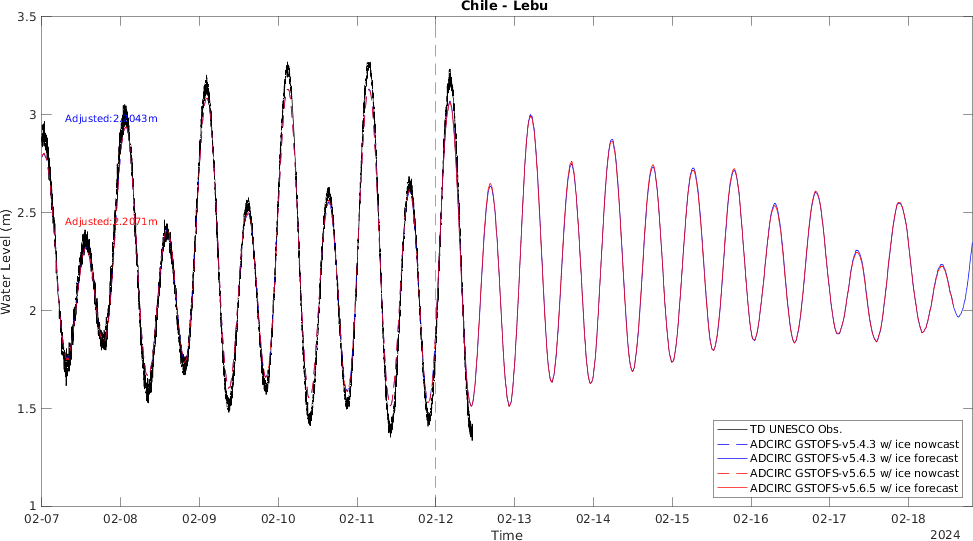 Chile - Lebu
3.5
3
2.5
2
1.5
1
Water Level (m)
Adjusted:2.2071m
02-07 02-08 02-09 02-10 02-11 02-12 02-13 02-14 02-15 02-16 02-17 02-18
2024
Time
TD UNESCO Obs.
ADCIRC GSTOFS-v5.4.3 w/ ice nowcast
ADCIRC GSTOFS-v5.4.3 w/ ice forecast
ADCIRC GSTOFS-v5.6.5 w/ ice nowcast
ADCIRC GSTOFS-v5.6.5 w/ ice forecast